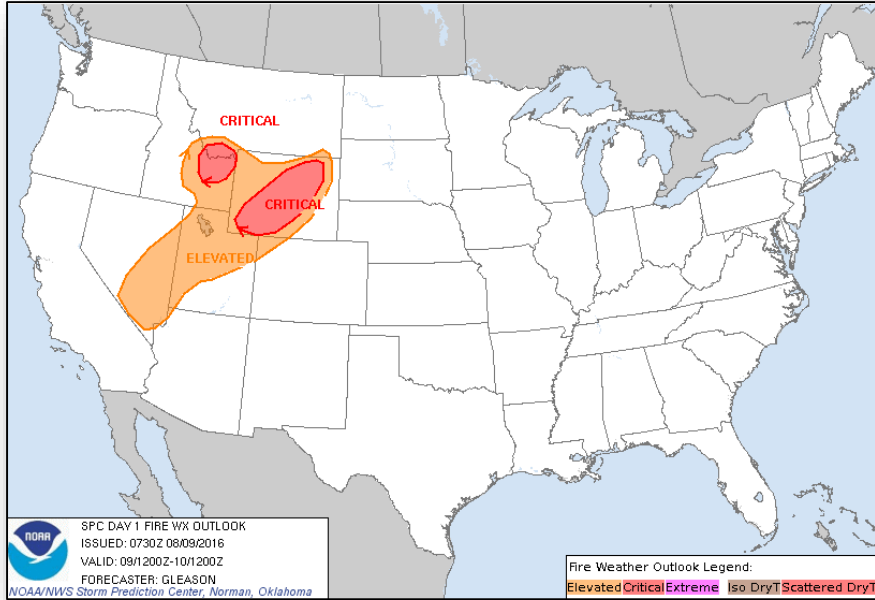 CRITICAL
CRITICAL
ELEVATED
NOAA
SPC DAY 1 FIRE WX OUTLOOK
ISSUED: 0730Z 08/09/2016
VALID: 09/1200Z-10/1200Z
FORECASTER: GLEASON
NOAA/NWS Storm Prediction Center, Norman, Oklahoma
Fire Weather Outlook Legend:
Elevated Critical Extreme Iso DryT Scattered DryT